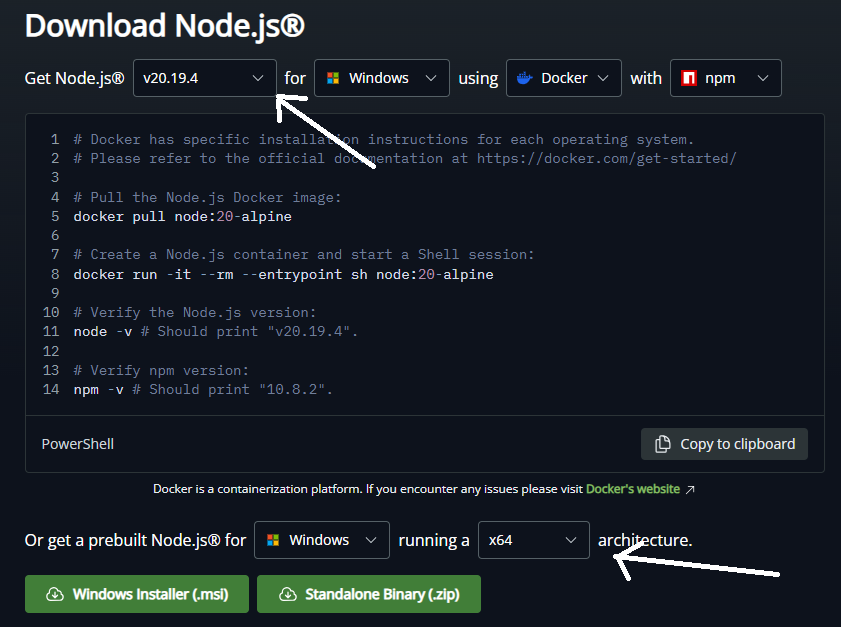 Download Node.js®
Get Node.js® v20.19.4 for Windows using Docker with npm
1 # Docker has specific installation instructions for each operating system.
2 # Please refer to the official documentation at https://docker.com/get-started/
3
4 # Pull the Node.js Docker image:
5 docker pull node:20-alpine
6
7 # Create a Node.js container and start a Shell session:
8 docker run -it --rm --entrypoint sh node:20-alpine
9
10 # Verify the Node.js version:
11 node -v # Should print "v20.19.4".
12
13 # Verify npm version:
14 npm -v # Should print "10.8.2".
PowerShell Copy to clipboard
Docker is a containerization platform. If you encounter any issues please visit Docker's website
Or get a prebuilt Node.js® for Windows running a x64 architecture.
Windows Installer (.msi) Standalone Binary (.zip)